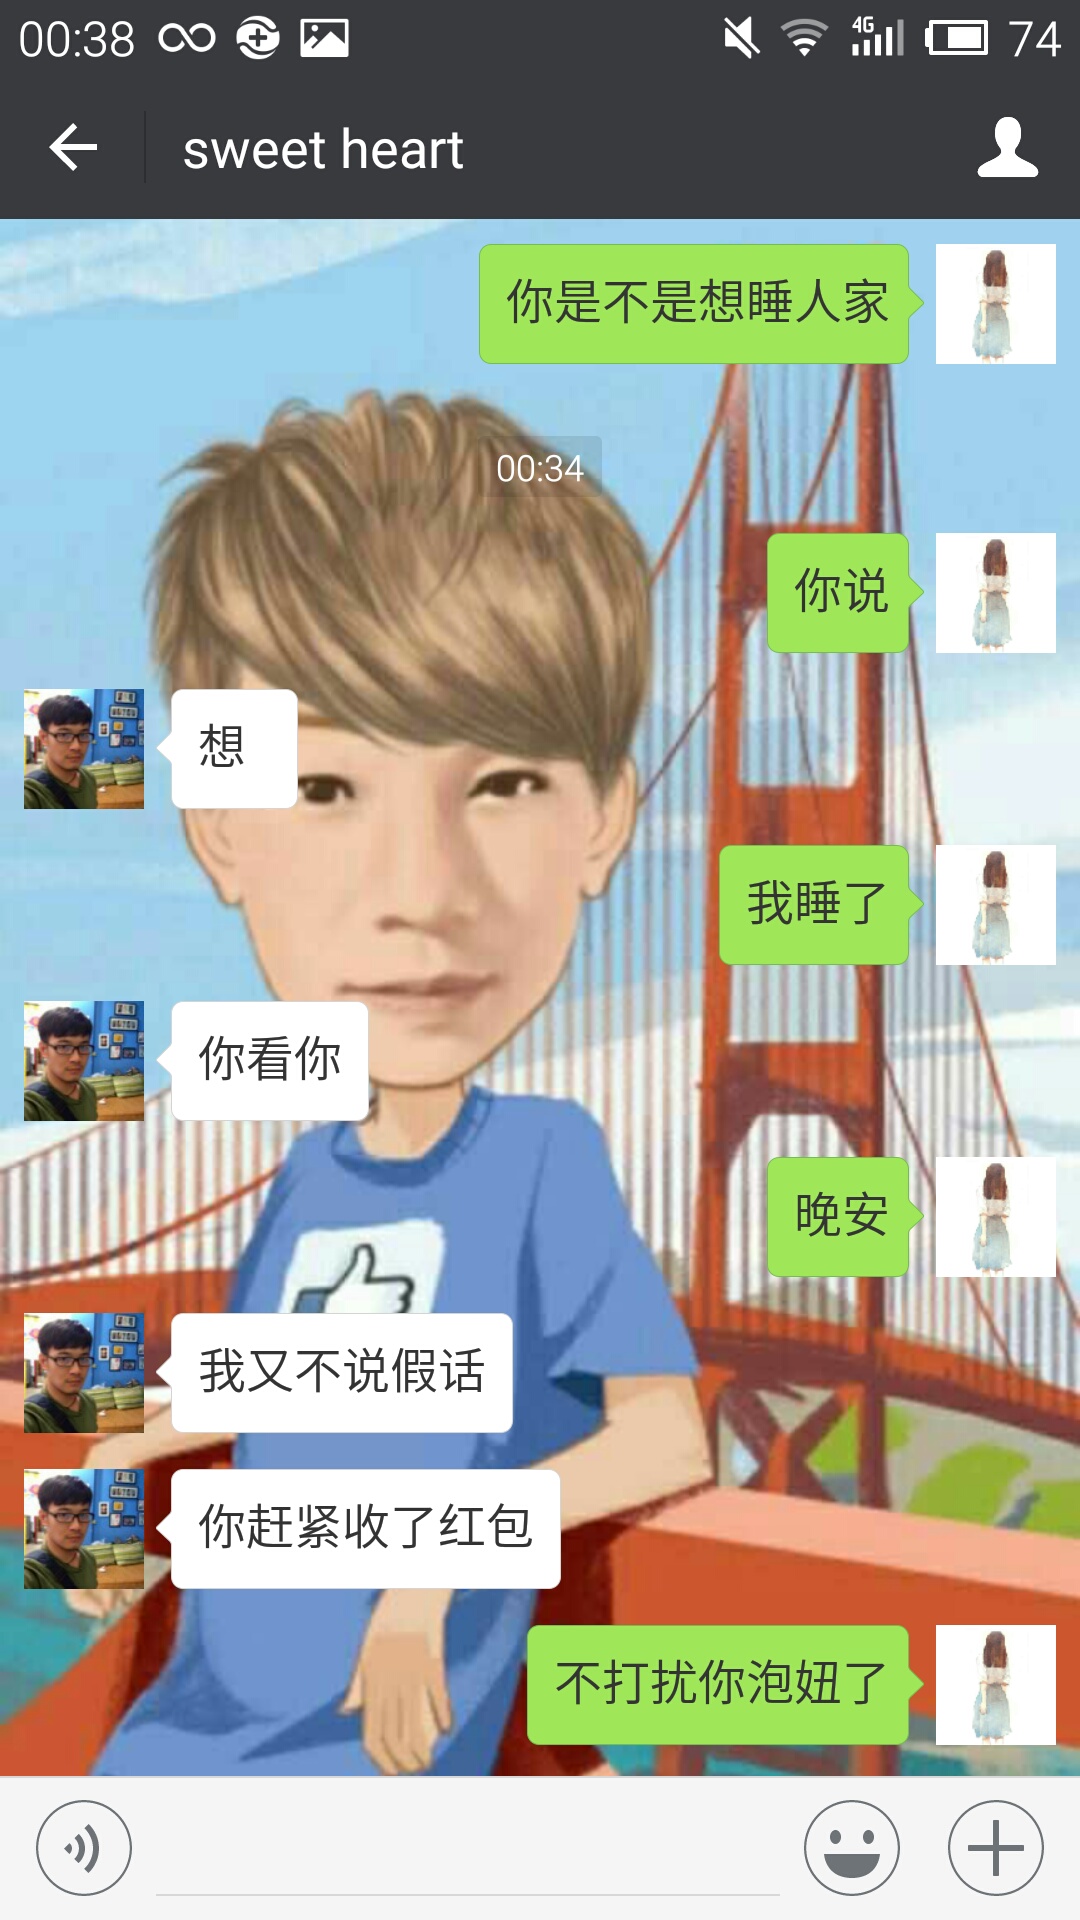 00:38
4G
74
sweet heart
你是不是想睡人家
00:34
你说
想
我睡了
你看你
晚安
我又不说假话
你赶紧收了红包
不打扰你泡妞了